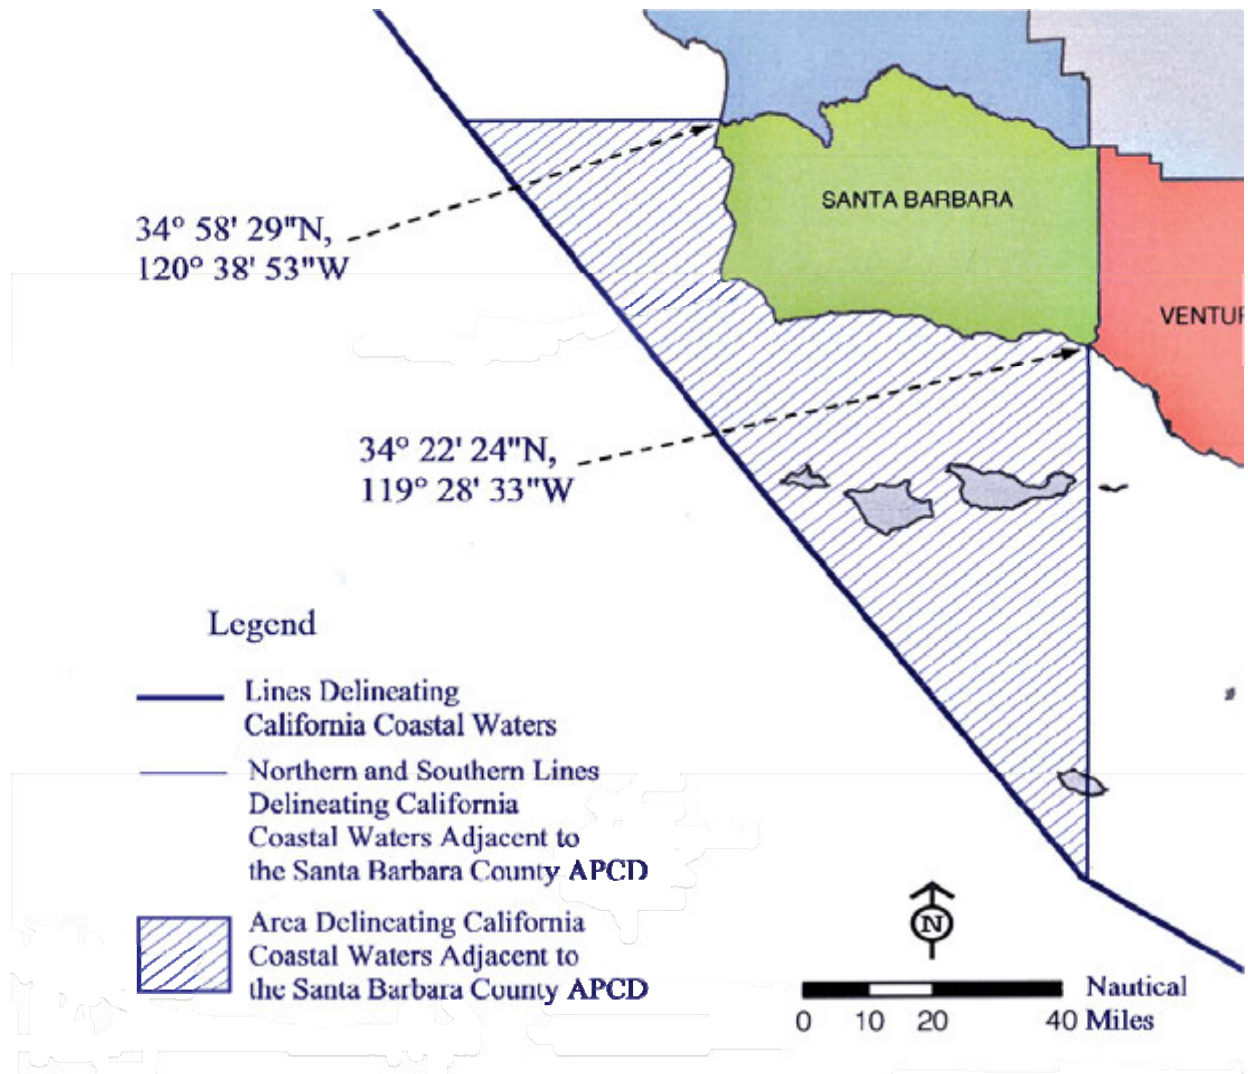 SANTA BARBARA
34° 58' 29"N,
120° 38' 53"W
VENTUR
34° 22' 24"N,
119° 28' 33"W
Legend
Lines Delineating
California Coastal Waters
Northern and Southern Lines
Delineating California
Coastal Waters Adjacent to
the Santa Barbara County APCD
Area Delineating California
Coastal Waters Adjacent to
the Santa Barbara County APCD
N
Nautical
0 10 20 40 Miles